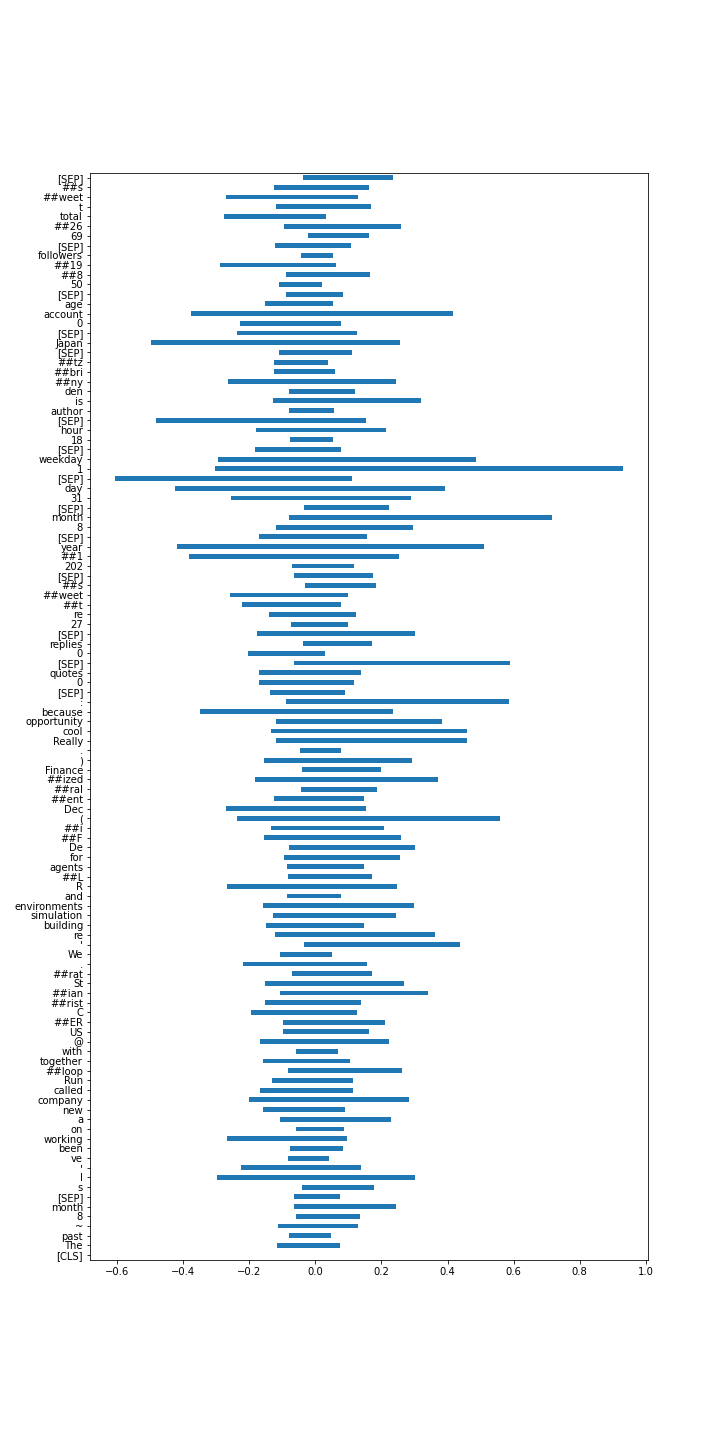 [SEP]
##s
##weet
t
total
##26
69
[SEP]
followers
##19
##8
50
[SEP]
age
account
0
[SEP]
Japan
[SEP]
##tz
##bri
##ny
den
is
author
[SEP]
hour
18
[SEP]
weekday
1
[SEP]
day
31
[SEP]
month
8
[SEP]
year
##1
202
[SEP]
##s
##weet
##t
re
27
[SEP]
replies
0
[SEP]
quotes
0
[SEP]
:
because
opportunity
cool
Really
.
)
Finance
##ized
##ral
##ent
Dec
(
##i
##F
De
for
agents
##L
R
and
environments
simulation
building
re
'
We
.
##rat
St
##ian
##rist
C
##ER
US
@
with
together
##loop
Run
called
company
new
a
on
working
been
ve
'
I
s
[SEP]
month
8
~
past
The
[CLS]
−0.6 −0.4 −0.2 0.0 0.2 0.4 0.6 0.8 1.0